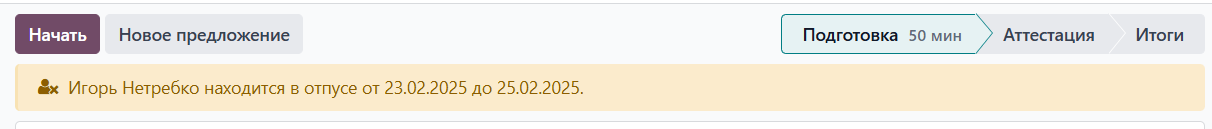 Начать Новое предложение Подготовка 50 мин Аттестация Итоги
Игорь Нетребко находится в отпусе от 23.02.2025 до 25.02.2025.